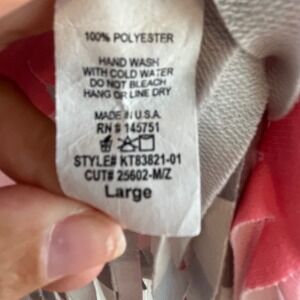 100% POLYESTER
HAND WASH
WITH COLD WATER
DO NOT BLEACH
HANG OR LINE DRY
MADE IN U.S.A.
RN # 145751
STYLE# KT83821-01
CUT# 25602-M/Z
Large